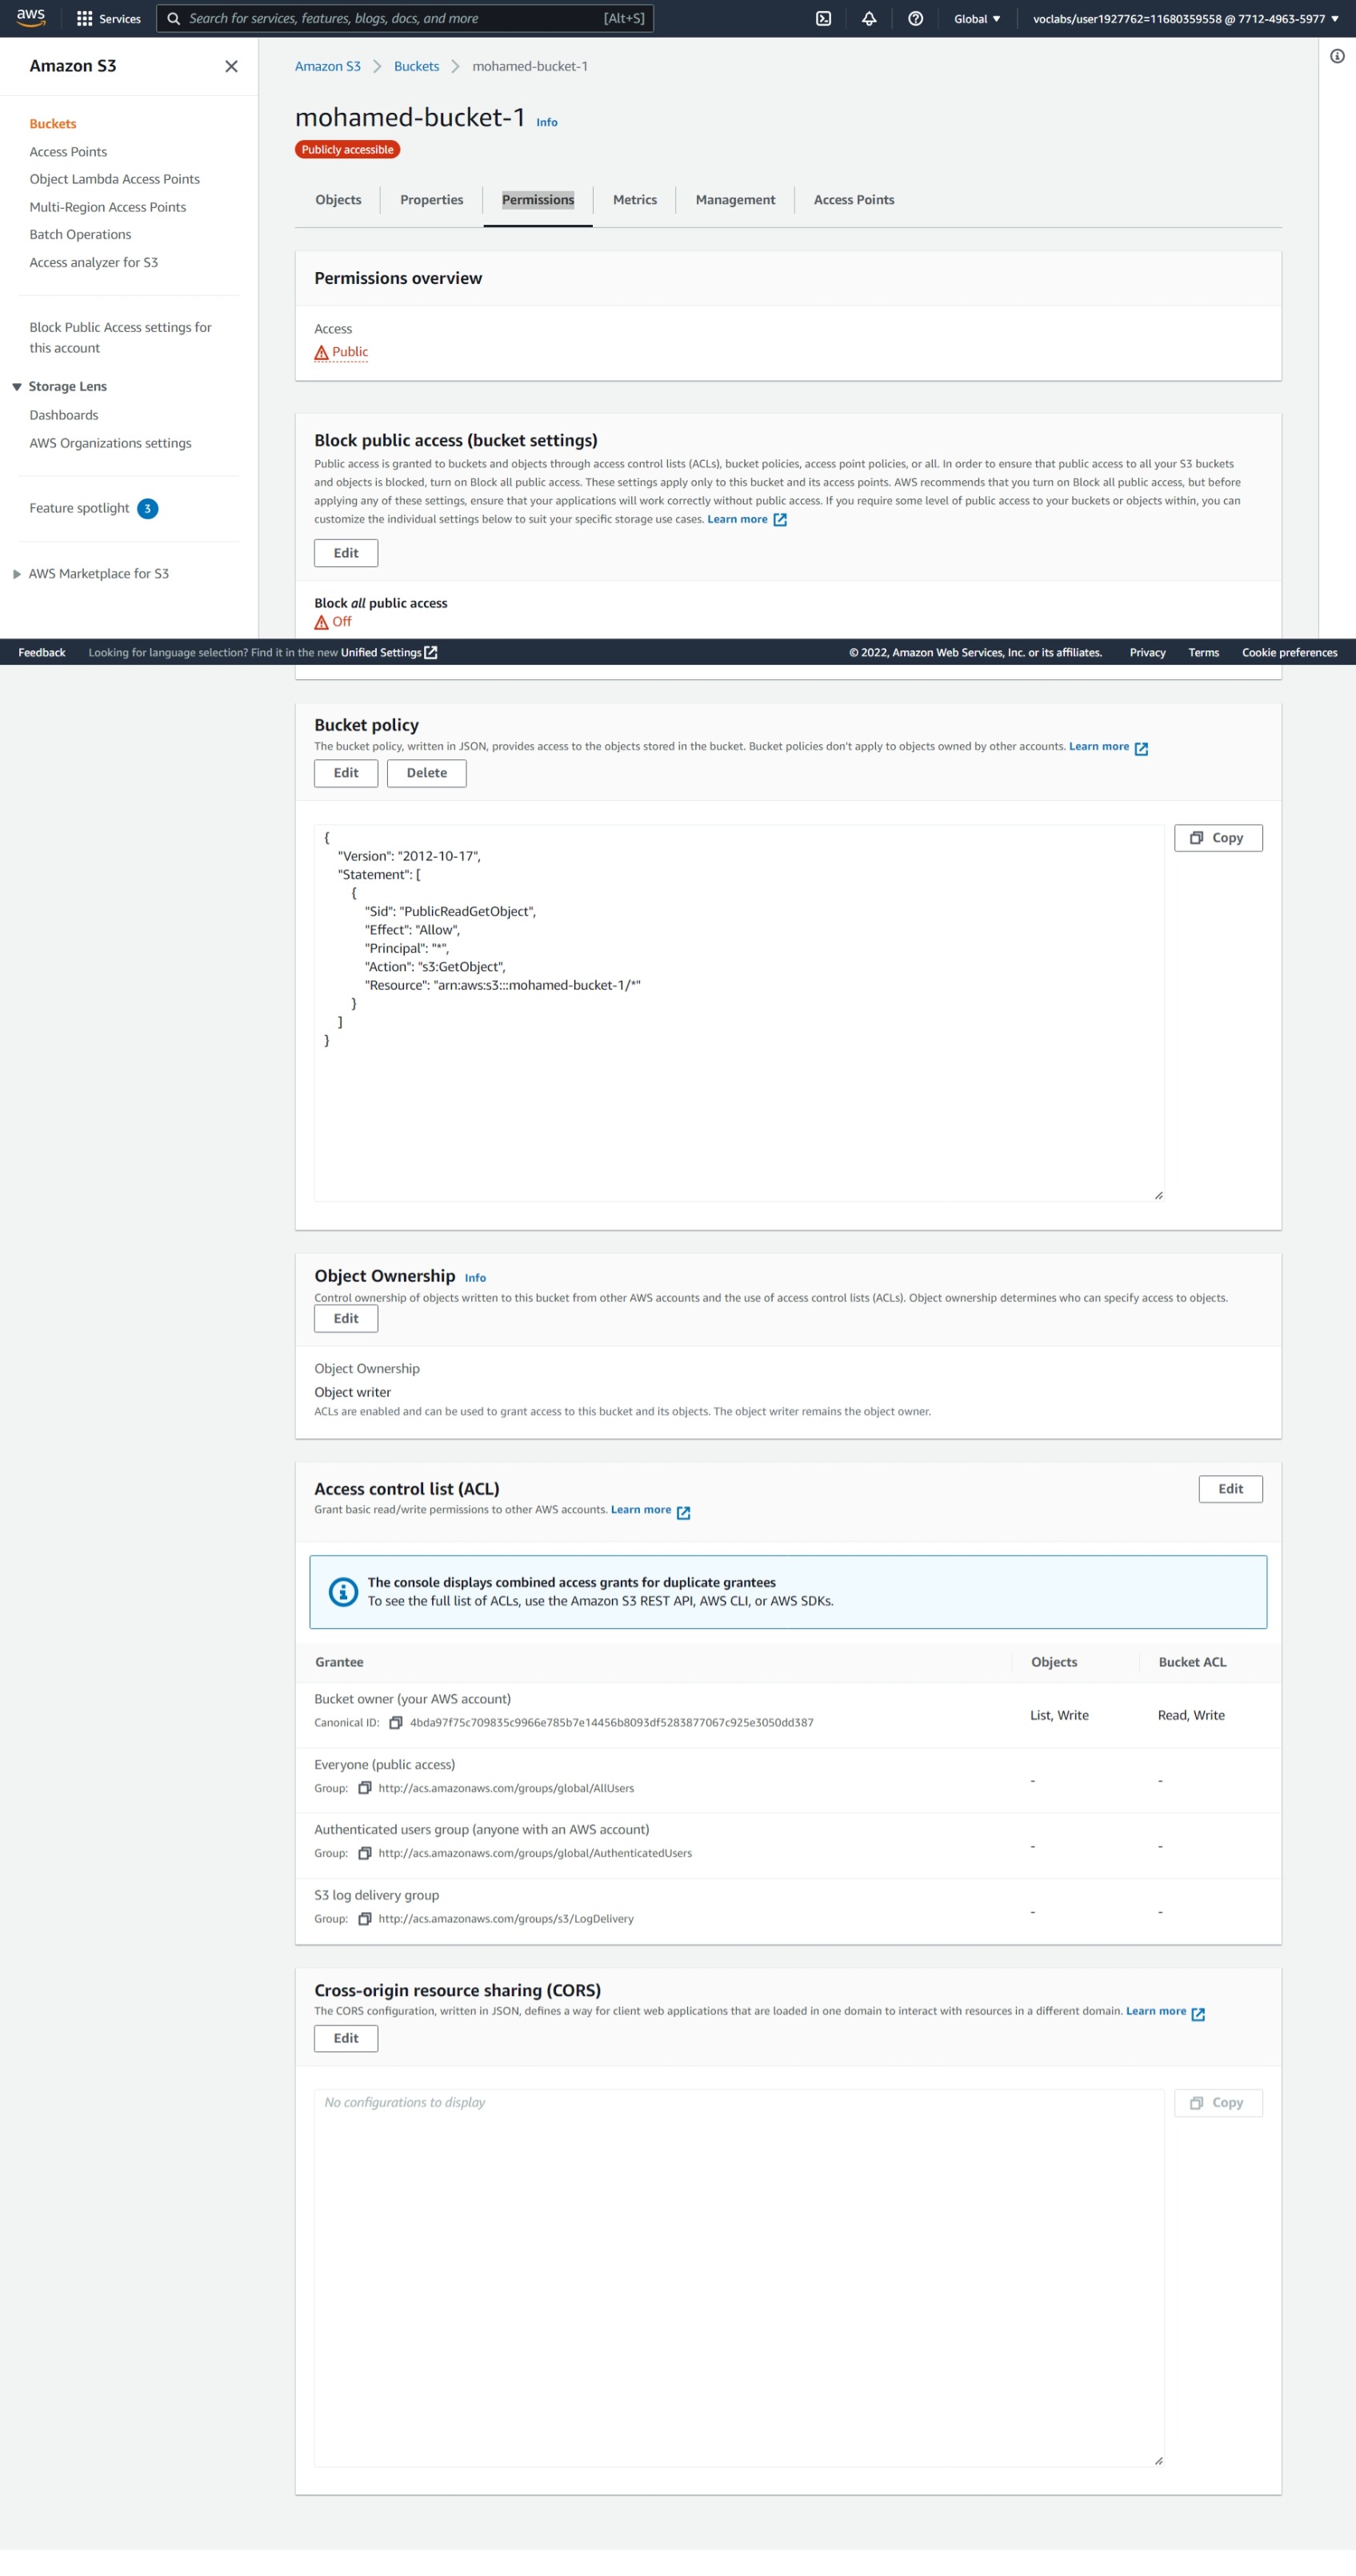 aws Services Search for services, features, blogs, docs, and more [Alt+S] Global ▼ voclabs/user1927762=11680359558 @ 7712-4963-5977 ▼
Amazon S3
Buckets
Access Points
Object Lambda Access Points
Multi-Region Access Points
Batch Operations
Access analyzer for S3
Block Public Access settings for
this account
Storage Lens
Dashboards
AWS Organizations settings
Feature spotlight 3
AWS Marketplace for S3
Amazon S3 > Buckets > mohamed-bucket-1
mohamed-bucket-1 Info
Publicly accessible
Objects Properties Permissions Metrics Management Access Points
Permissions overview
Access
Public
Block public access (bucket settings)
Public access is granted to buckets and objects through access control lists (ACLs), bucket policies, access point policies, or all. In order to ensure that public access to all your S3 buckets
and objects is blocked, turn on Block all public access. These settings apply only to this bucket and its access points. AWS recommends that you turn on Block all public access, but before
applying any of these settings, ensure that your applications will work correctly without public access. If you require some level of public access to your buckets or objects within, you can
customize the individual settings below to suit your specific storage use cases. Learn more
Edit
Block all public access
Off
Feedback Looking for language selection? Find it in the new Unified Settings © 2022, Amazon Web Services, Inc. or its affiliates. Privacy Terms Cookie preferences
Bucket policy
The bucket policy, written in JSON, provides access to the objects stored in the bucket. Bucket policies don't apply to objects owned by other accounts. Learn more
Edit Delete
Copy
{
"Version": "2012-10-17",
"Statement": [
{
"Sid": "PublicReadGetObject",
"Effect": "Allow",
"Principal": "*",
"Action": "s3:GetObject",
"Resource": "arn:aws:s3:::mohamed-bucket-1/*"
}
]
}
Object Ownership Info
Control ownership of objects written to this bucket from other AWS accounts and the use of access control lists (ACLs). Object ownership determines who can specify access to objects.
Edit
Object Ownership
Object writer
ACLs are enabled and can be used to grant access to this bucket and its objects. The object writer remains the object owner.
Access control list (ACL)
Edit
Grant basic read/write permissions to other AWS accounts. Learn more
The console displays combined access grants for duplicate grantees
To see the full list of ACLs, use the Amazon S3 REST API, AWS CLI, or AWS SDKs.
Grantee Objects Bucket ACL
Bucket owner (your AWS account)
Canonical ID: 4bda97f75c709835c9966e785b7e14456b8093df5283877067c925e3050dd387
List, Write Read, Write
Everyone (public access)
Group: http://acs.amazonaws.com/groups/global/AllUsers
- -
Authenticated users group (anyone with an AWS account)
Group: http://acs.amazonaws.com/groups/global/AuthenticatedUsers
- -
S3 log delivery group
Group: http://acs.amazonaws.com/groups/s3/LogDelivery
- -
Cross-origin resource sharing (CORS)
The CORS configuration, written in JSON, defines a way for client web applications that are loaded in one domain to interact with resources in a different domain. Learn more
Edit
No configurations to display
Copy